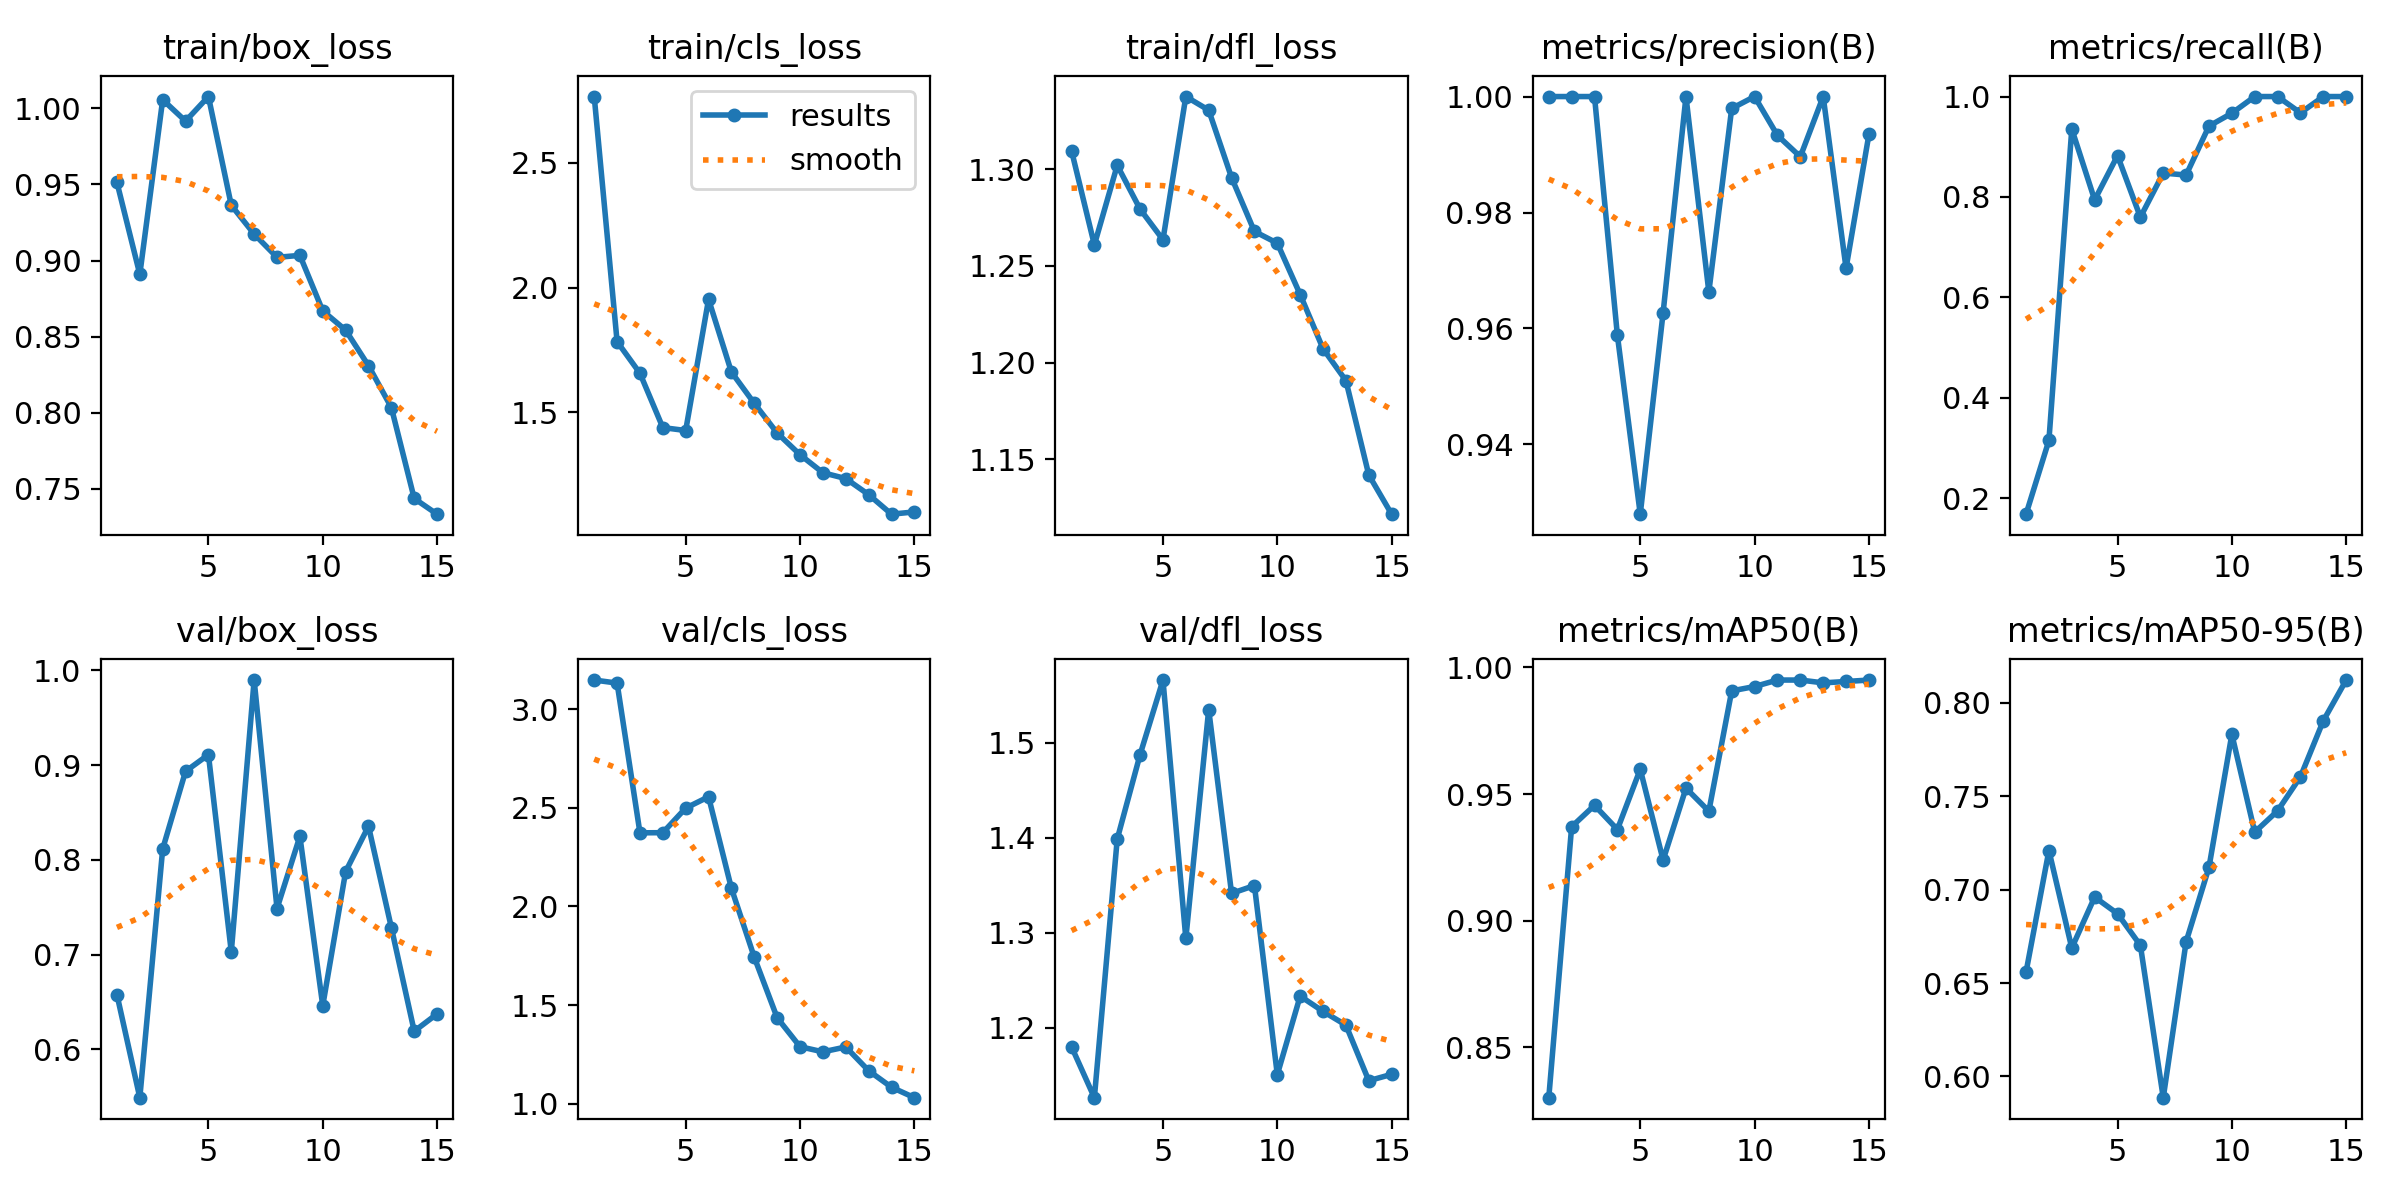 train/box_loss
train/cls_loss
train/dfl_loss
metrics/precision(B)
metrics/recall(B)
1.00
0.95
0.90
0.85
0.80
0.75
5 10 15
results
smooth
2.5
2.0
1.5
5 10 15
1.30
1.25
1.20
1.15
5 10 15
1.00
0.98
0.96
0.94
5 10 15
1.0
0.8
0.6
0.4
0.2
5 10 15
val/box_loss
val/cls_loss
val/dfl_loss
metrics/mAP50(B)
metrics/mAP50-95(B)
1.0
0.9
0.8
0.7
0.6
5 10 15
3.0
2.5
2.0
1.5
1.0
5 10 15
1.5
1.4
1.3
1.2
5 10 15
1.00
0.95
0.90
0.85
5 10 15
0.80
0.75
0.70
0.65
0.60
5 10 15